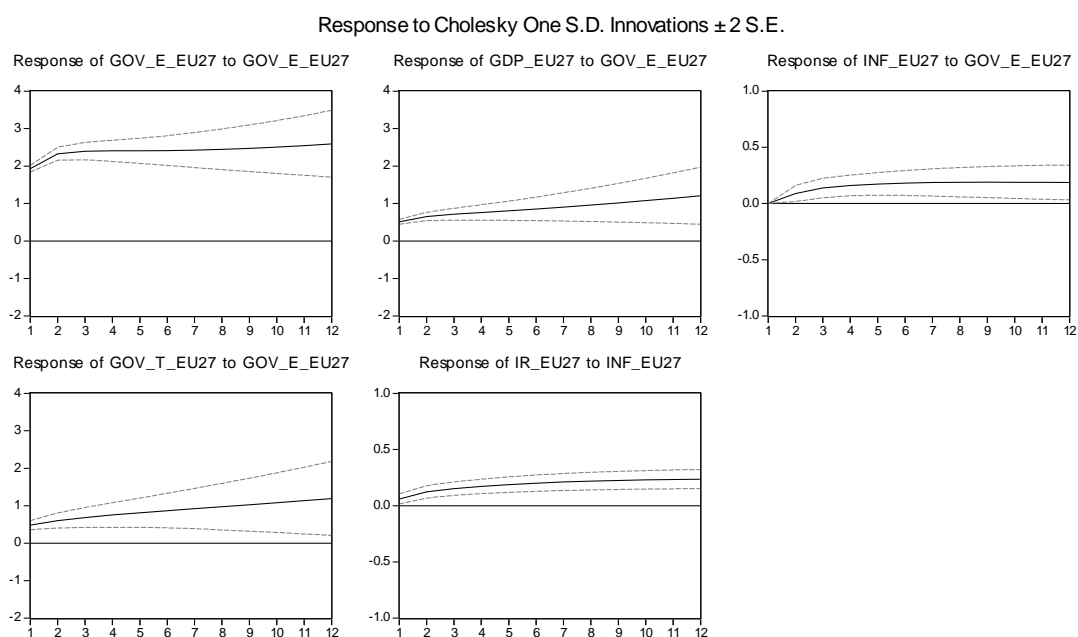 Response to Cholesky One S.D. Innovations ± 2 S.E.
Response of GOV_E_EU27 to GOV_E_EU27
4
3
2
1
0
-1
-2
1 2 3 4 5 6 7 8 9 10 11 12
Response of GDP_EU27 to GOV_E_EU27
4
3
2
1
0
-1
-2
1 2 3 4 5 6 7 8 9 10 11 12
Response of INF_EU27 to GOV_E_EU27
1.0
0.5
0.0
-0.5
-1.0
1 2 3 4 5 6 7 8 9 10 11 12
Response of GOV_T_EU27 to GOV_E_EU27
4
3
2
1
0
-1
-2
1 2 3 4 5 6 7 8 9 10 11 12
Response of IR_EU27 to INF_EU27
1.0
0.5
0.0
-0.5
-1.0
1 2 3 4 5 6 7 8 9 10 11 12